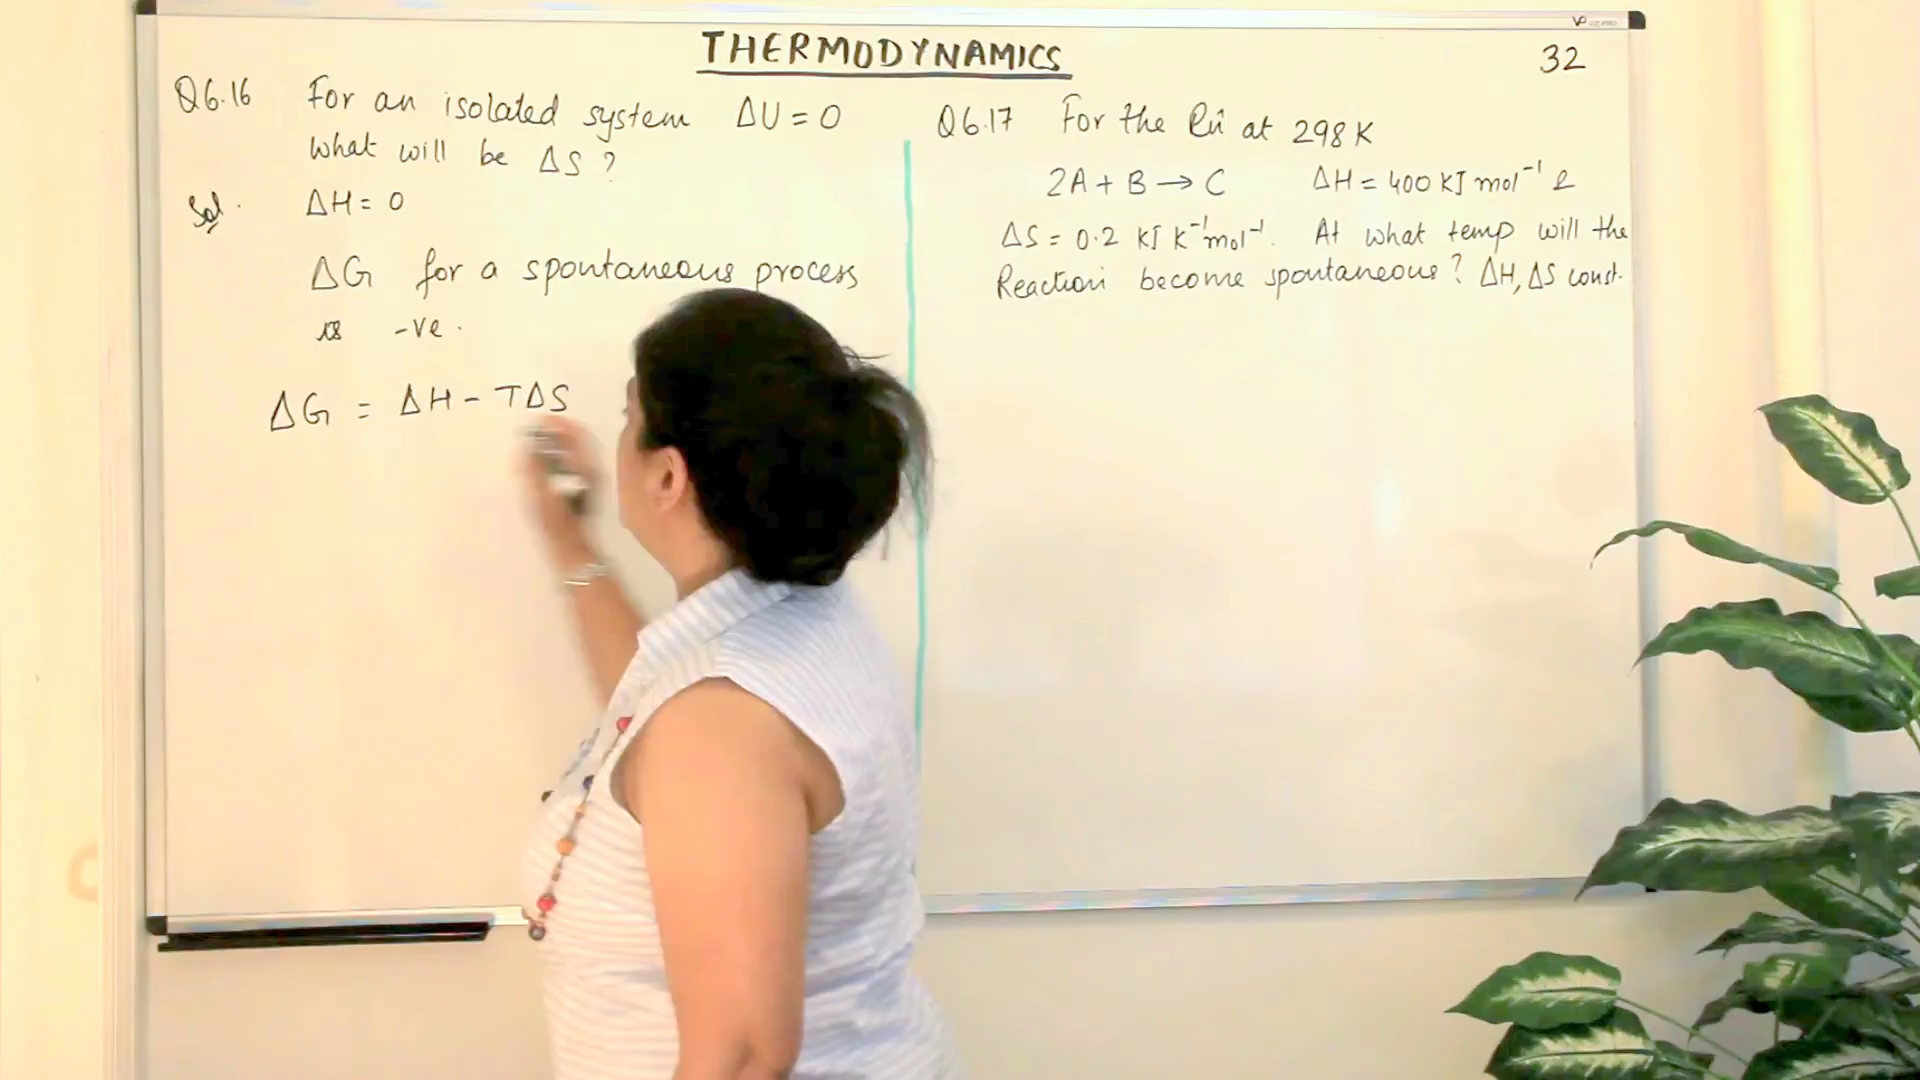 THERMODYNAMICS
32
Q6.16 For an isolated system ΔU = 0
What will be ΔS ?
Sol. ΔH = 0
ΔG for a spontaneous process
is -ve.
ΔG = ΔH - TΔS
Q6.17 For the Rn at 298 K
2A + B → C ΔH = 400 KJ mol⁻¹ &
ΔS = 0.2 KJ K⁻¹ mol⁻¹. At what temp will the
Reaction become spontaneous? ΔH, ΔS const.